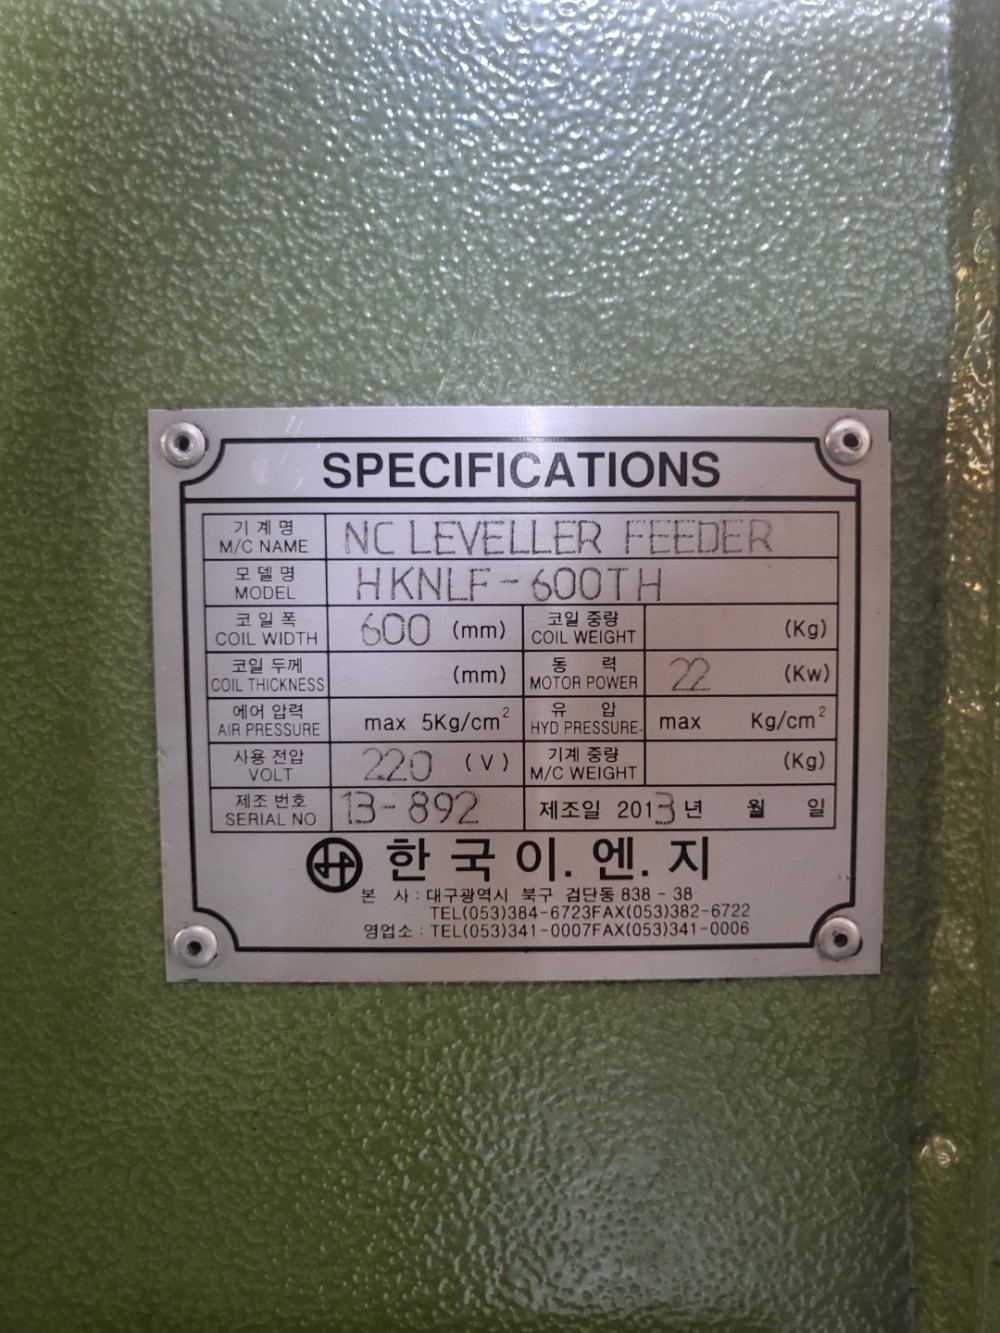 SPECIFICATIONS
기 계 명 NC LEVELLER FEEDER
M/C NAME
모 델 명 HKNLF-600TH
MODEL
코 일 폭 600 (mm) 코일 중량 (Kg)
COIL WIDTH COIL WEIGHT
코일 두께 (mm) 동 력 22 (Kw)
COIL THICKNESS MOTOR POWER
에어 압력 max 5Kg/cm² 유 압 max Kg/cm²
AIR PRESSURE HYD PRESSURE
사용 전압 220 (V) 기계 중량 (Kg)
VOLT M/C WEIGHT
제조 번호 13-892 제조일 2013년 월 일
SERIAL NO
한 국 이. 엔. 지
본 사 : 대구광역시 북구 검단동 838 - 38
TEL(053)384-6723FAX(053)382-6722
영업소 : TEL(053)341-0007FAX(053)341-0006